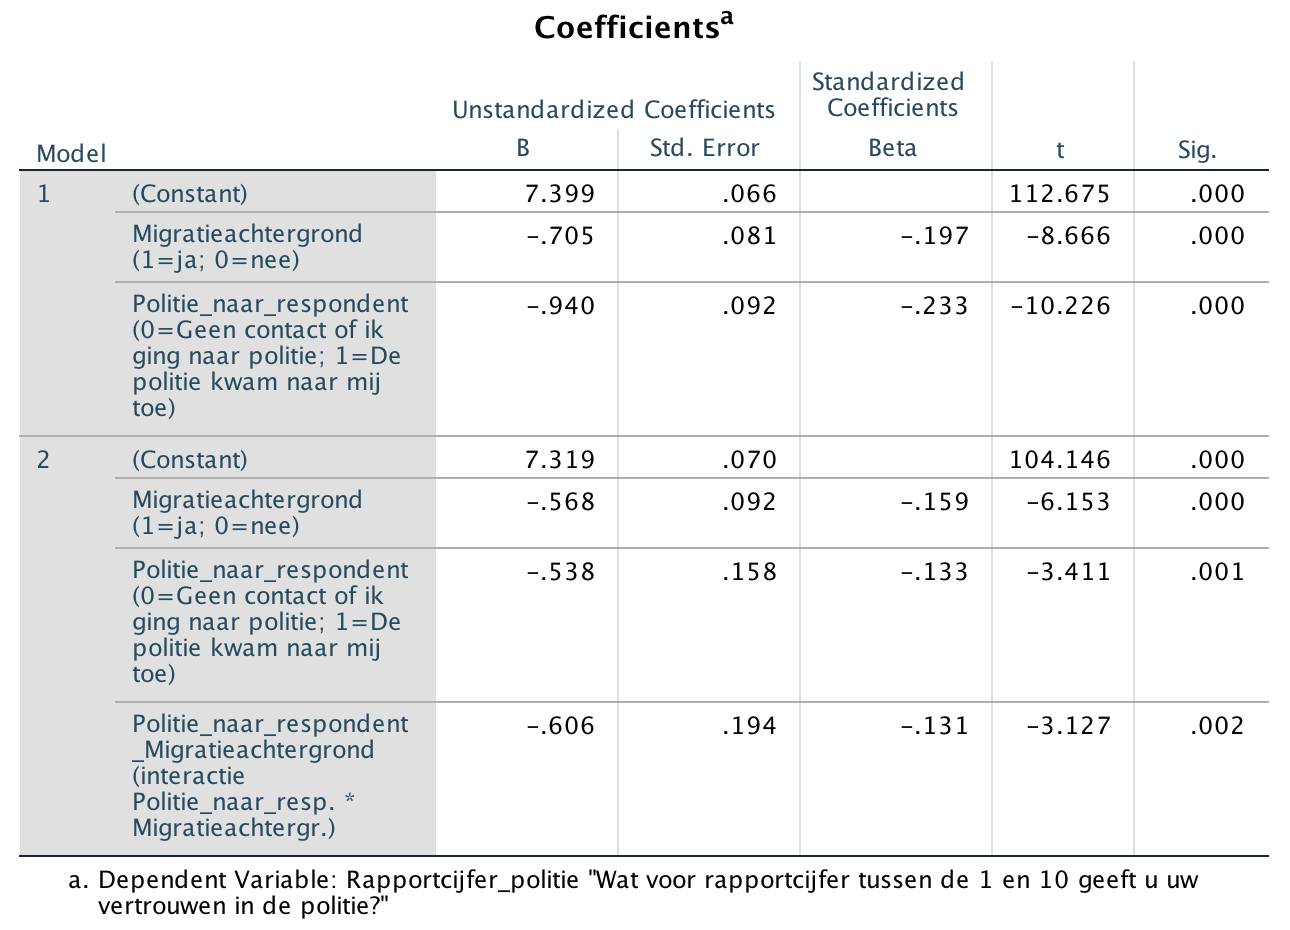 Coefficientsa
Standardized
Unstandardized Coefficients Coefficients
Model B Std. Error Beta t Sig.
1 (Constant) 7.399 .066 112.675 .000
Migratieachtergrond
(1=ja; 0=nee) -.705 .081 -.197 -8.666 .000
Politie_naar_respondent -.940 .092 -.233 -10.226 .000
(0=Geen contact of ik
ging naar politie; 1=De
politie kwam naar mij
toe)
2 (Constant) 7.319 .070 104.146 .000
Migratieachtergrond
(1=ja; 0=nee) -.568 .092 -.159 -6.153 .000
Politie_naar_respondent -.538 .158 -.133 -3.411 .001
(0=Geen contact of ik
ging naar politie; 1=De
politie kwam naar mij
toe)
Politie_naar_respondent -.606 .194 -.131 -3.127 .002
_Migratieachtergrond
(interactie
Politie_naar_resp. *
Migratieachtergr.)
a. Dependent Variable: Rapportcijfer_politie "Wat voor rapportcijfer tussen de 1 en 10 geeft u uw
vertrouwen in de politie?"